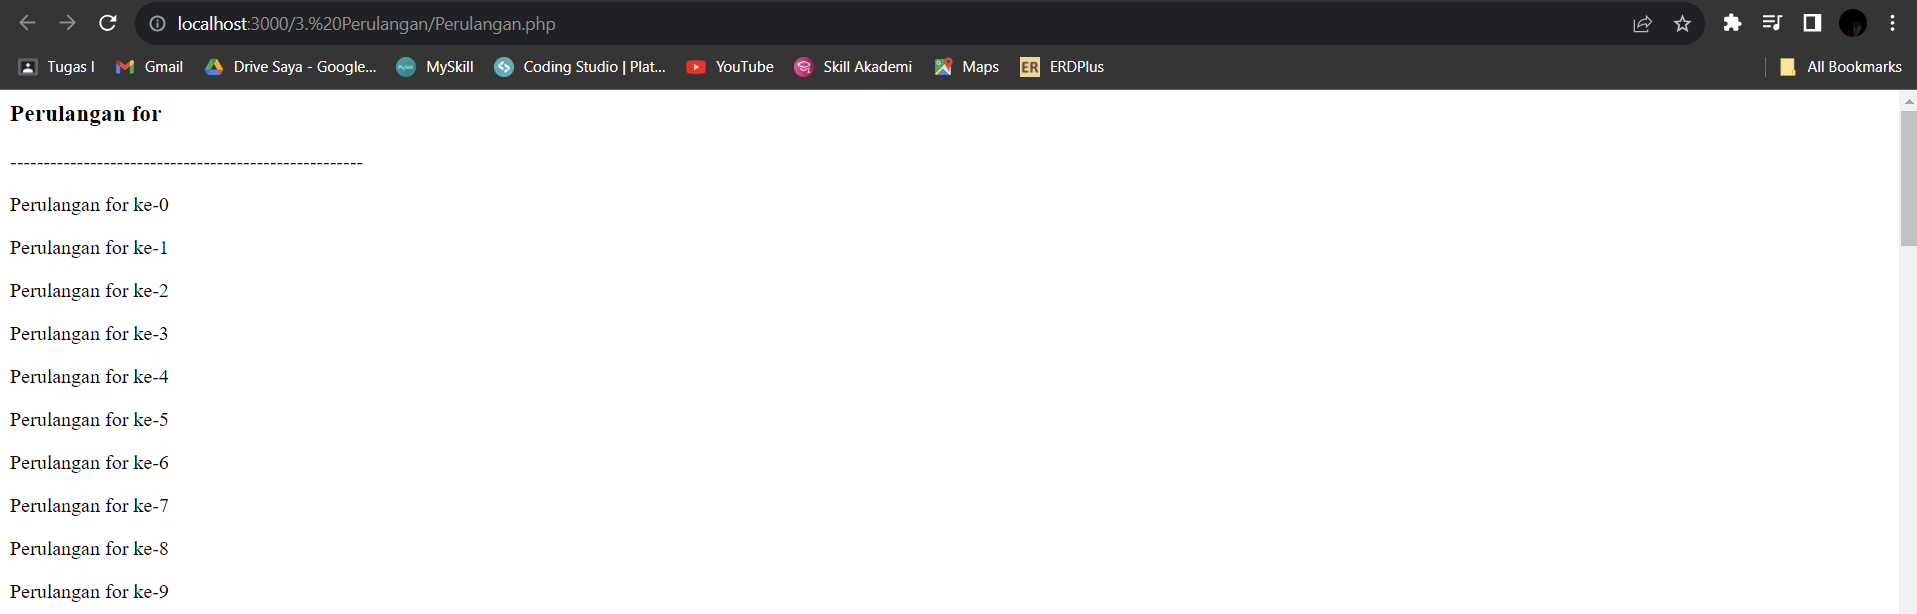 localhost:3000/3.%20Perulangan/Perulangan.php
Tugas I Gmail Drive Saya - Google... MySkill Coding Studio | Plat... YouTube Skill Akademi Maps ER ERDPlus All Bookmarks
Perulangan for
-----------------------------------------------------
Perulangan for ke-0
Perulangan for ke-1
Perulangan for ke-2
Perulangan for ke-3
Perulangan for ke-4
Perulangan for ke-5
Perulangan for ke-6
Perulangan for ke-7
Perulangan for ke-8
Perulangan for ke-9